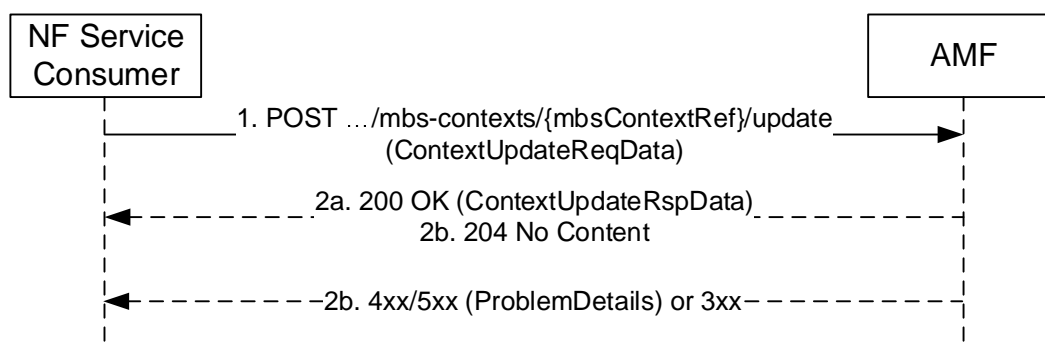 NF Service
Consumer
AMF
1. POST …/mbs-contexts/{mbsContextRef}/update
(ContextUpdateReqData)
2a. 200 OK (ContextUpdateRspData)
2b. 204 No Content
2b. 4xx/5xx (ProblemDetails) or 3xx